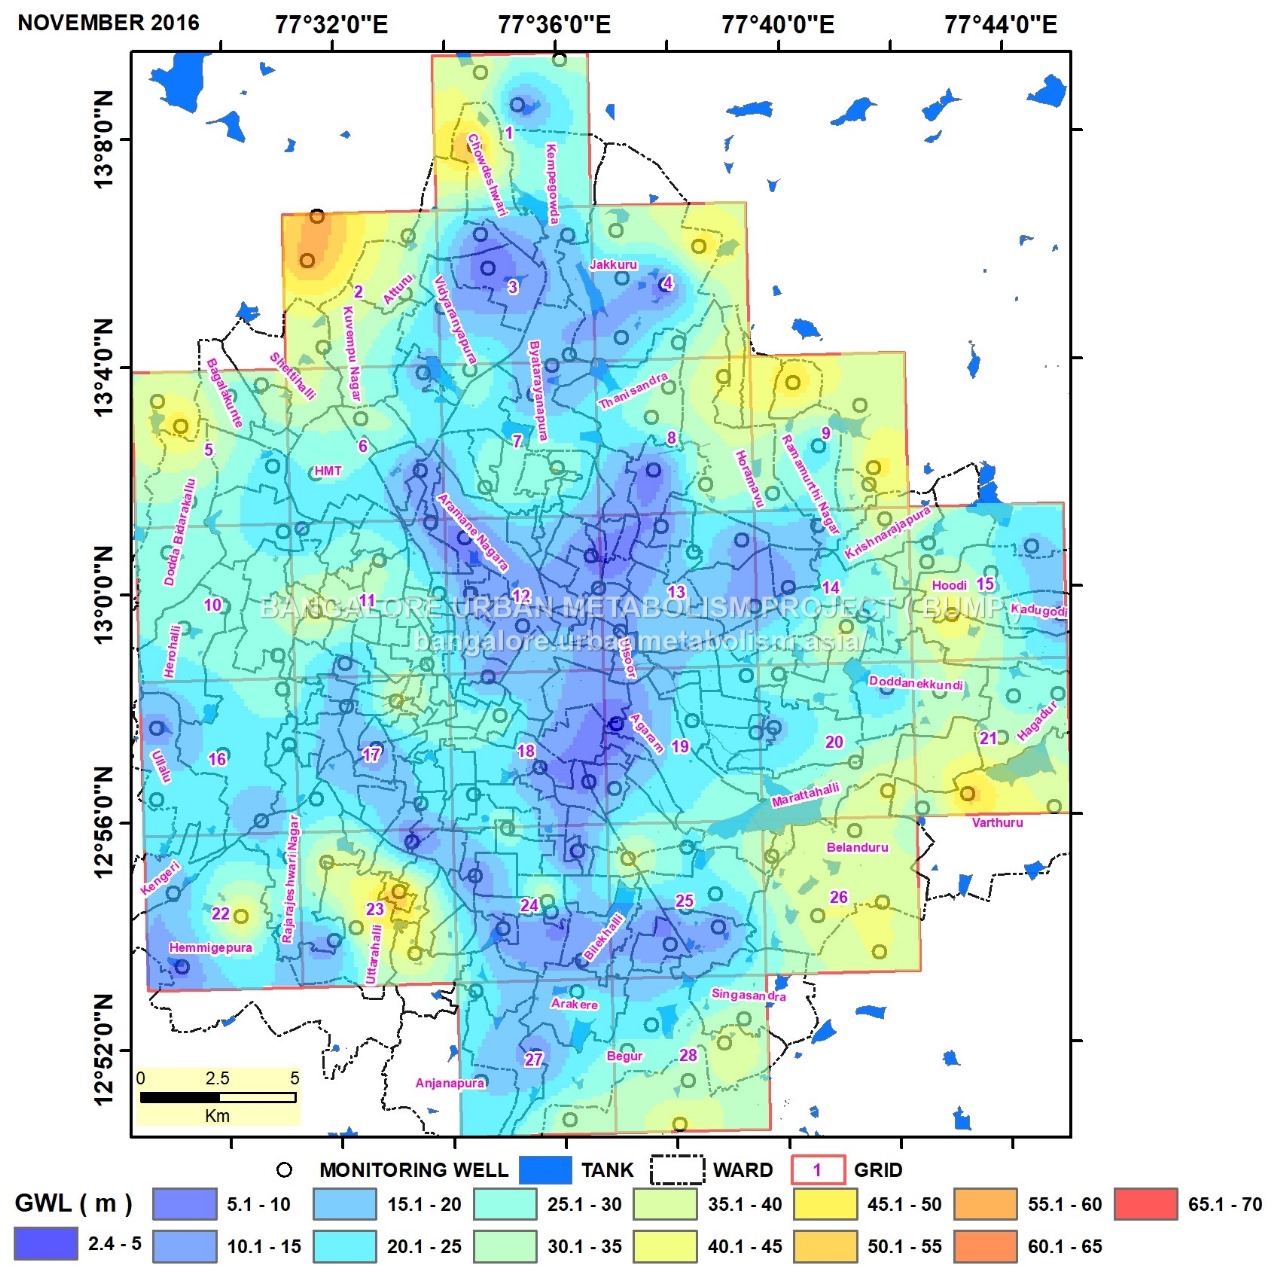 NOVEMBER 2016
77°32'0"E 77°36'0"E 77°40'0"E 77°44'0"E
13°8'0"N
13°4'0"N
13°0'0"N
12°56'0"N
12°52'0"N
1
Chowdeshwari
Kempegowda
2
Atturu
Kuvempu Nagar
Shettihalli
Bagalakunte
Vidyaranyapura
3
Jakkuru
4
Byatarayanapura
Thanisandra
5
6
HMT
7
8
9
Horamavu
Ramamurthi Nagar
Dodda Bidarakallu
Aramane Nagara
Krishnarajapura
10
11
12
13
14
Hoodi
15
Kadugodi
BANGALORE URBAN METABOLISM PROJECT ( BUMP )
bangalore.urbanmetabolism.asia/
Herohalli
Ulsoor
Doddanekkundi
Agaram
Hagadur
Ullalu
16
17
18
19
20
21
Marattahalli
Varthuru
Belanduru
Kengeri
Rajarajeshwari Nagar
22
23
24
25
26
Hemmigepura
Uttarahalli
Bilekhalli
Arakere
Singasandra
27
Begur
28
Anjanapura
0 2.5 5
Km
MONITORING WELL TANK WARD 1 GRID
GWL ( m )
5.1 - 10 15.1 - 20 25.1 - 30 35.1 - 40 45.1 - 50 55.1 - 60 65.1 - 70
2.4 - 5 10.1 - 15 20.1 - 25 30.1 - 35 40.1 - 45 50.1 - 55 60.1 - 65